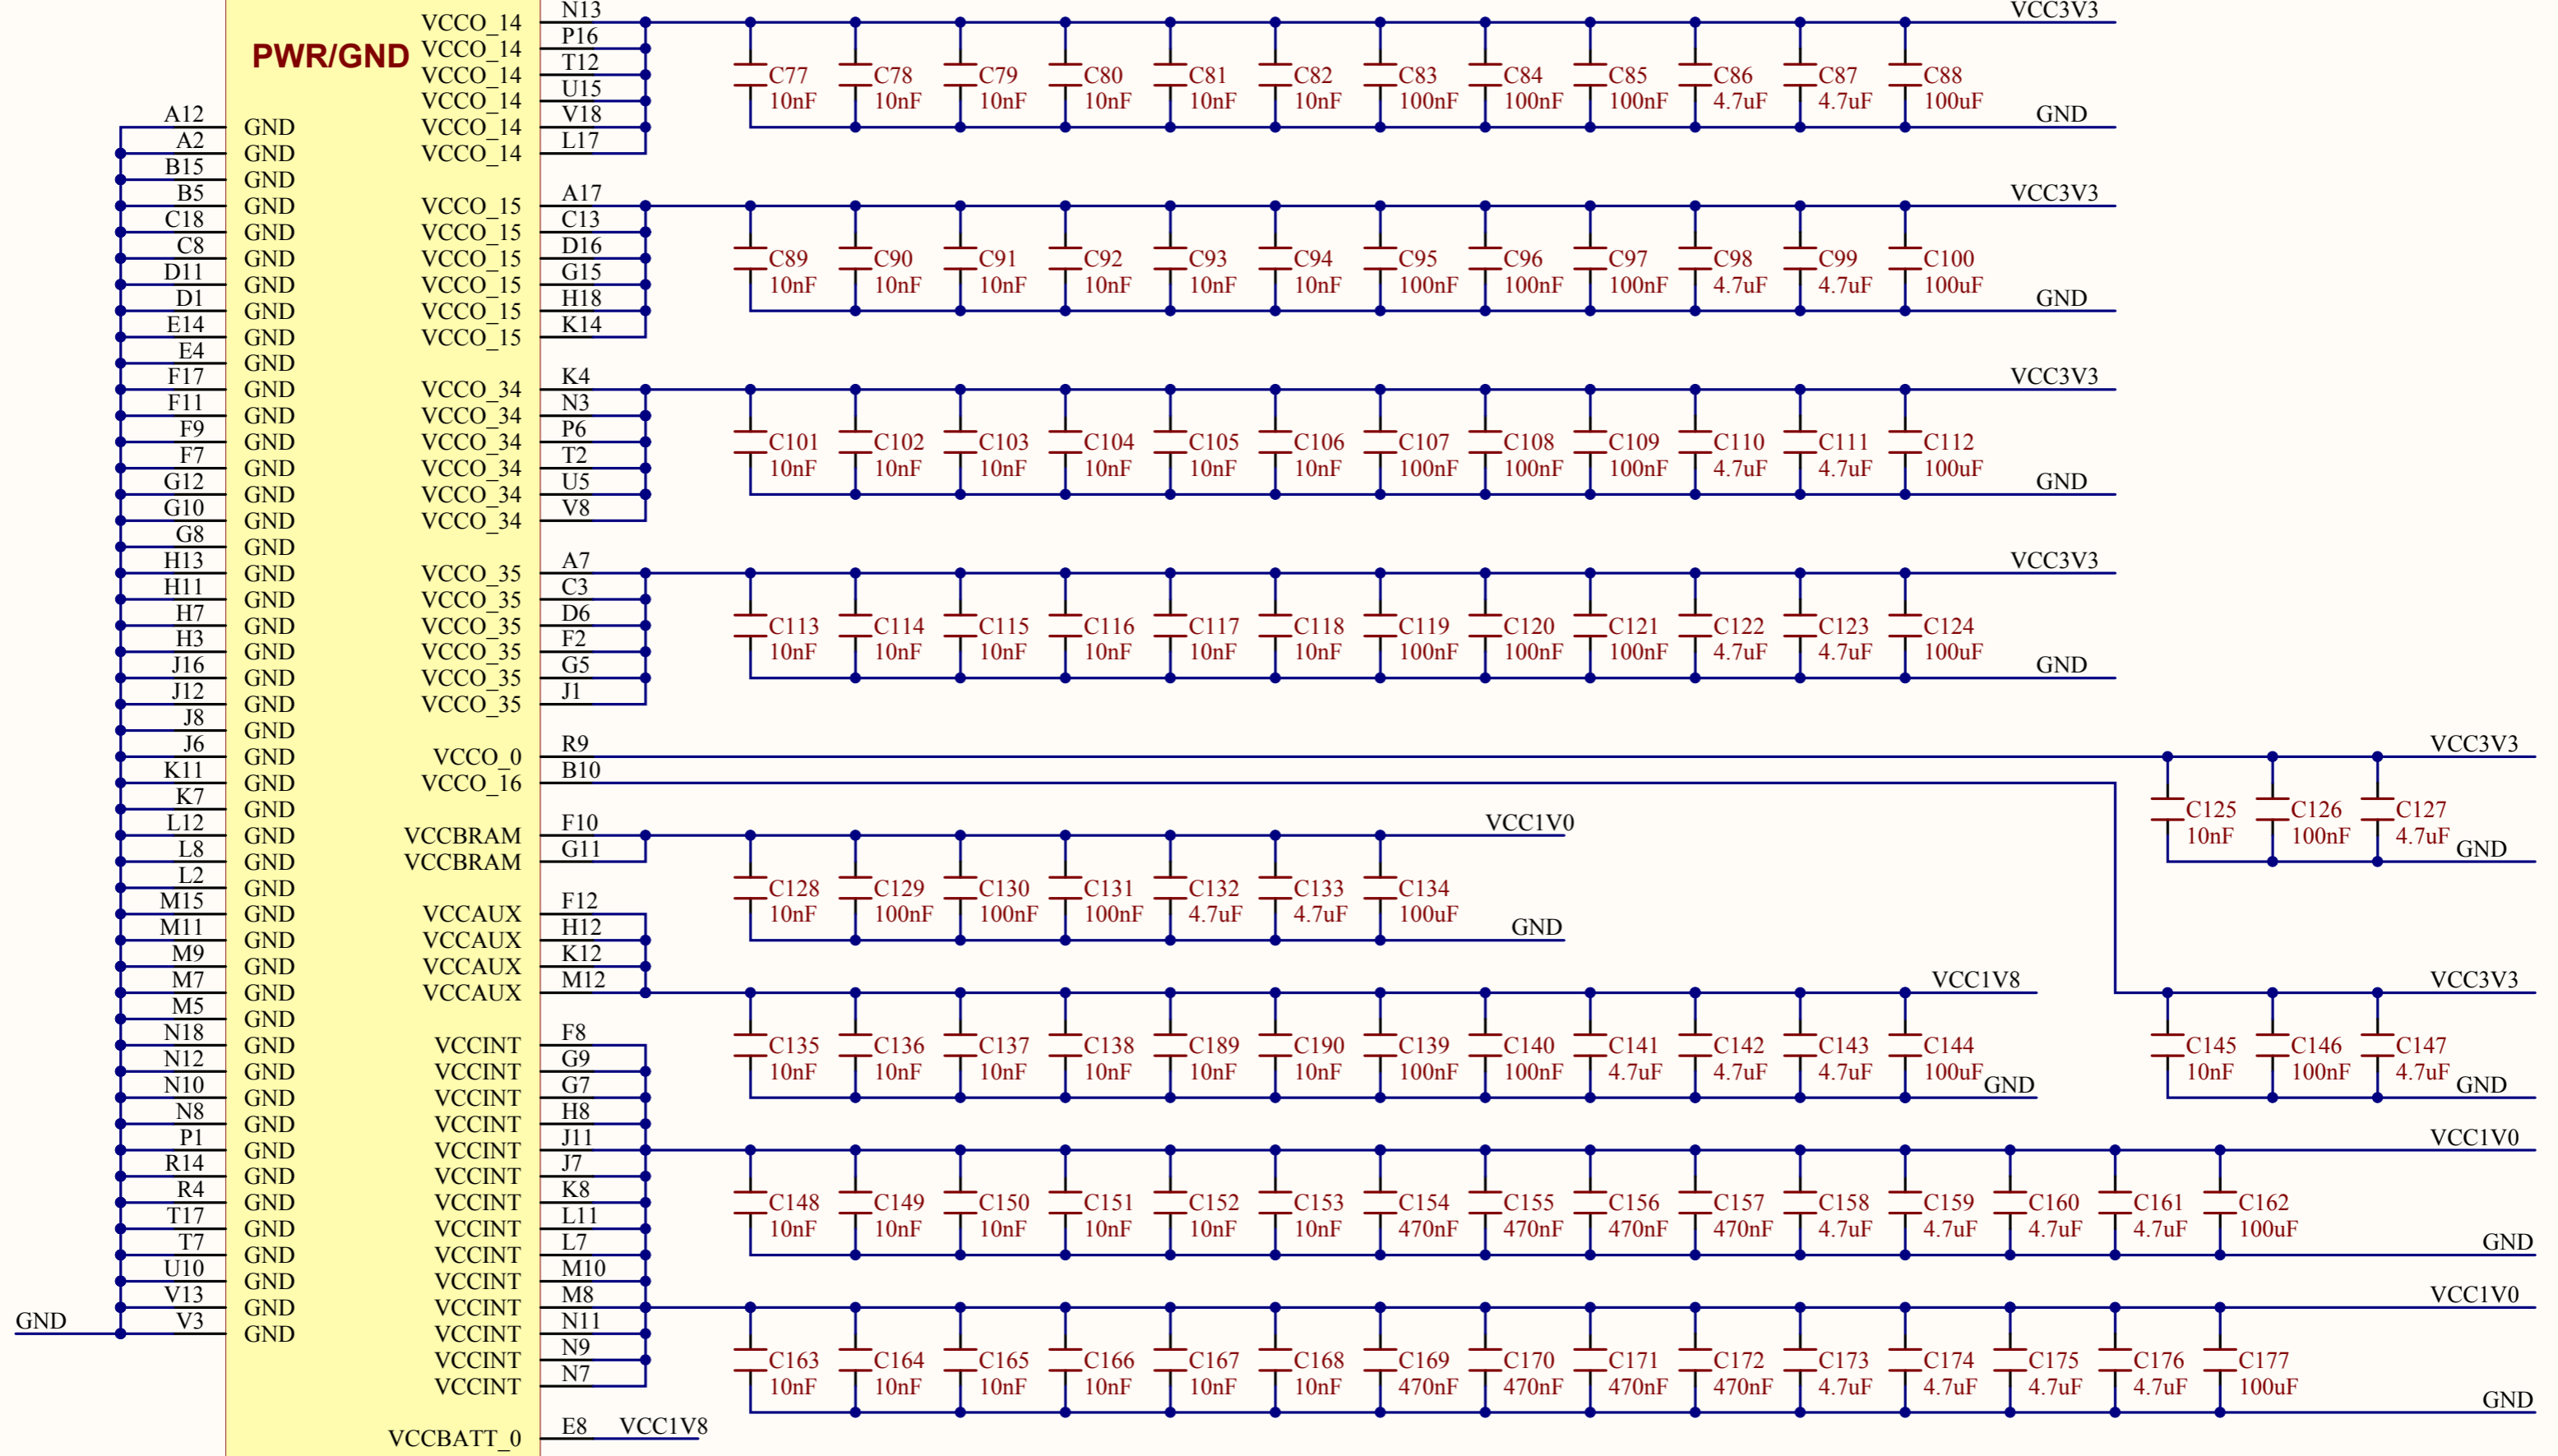 PWR/GND
A12 GND
A2 GND
B15 GND
B5 GND
C18 GND
C8 GND
D11 GND
D1 GND
E14 GND
E4 GND
F17 GND
F11 GND
F9 GND
F7 GND
G12 GND
G10 GND
G8 GND
H13 GND
H11 GND
H7 GND
H3 GND
J16 GND
J12 GND
J8 GND
J6 GND
K11 GND
K7 GND
L12 GND
L8 GND
L2 GND
M15 GND
M11 GND
M9 GND
M7 GND
M5 GND
N18 GND
N12 GND
N10 GND
N8 GND
P1 GND
R14 GND
R4 GND
T17 GND
T7 GND
U10 GND
V13 GND
GND V3 GND
VCCO_14 N13 VCC3V3
VCCO_14 P16
VCCO_14 T12
VCCO_14 U15
VCCO_14 V18
VCCO_14 L17
C77 C78 C79 C80 C81 C82 C83 C84 C85 C86 C87 C88
10nF 10nF 10nF 10nF 10nF 10nF 100nF 100nF 100nF 4.7uF 4.7uF 100uF
GND
VCCO_15 A17 VCC3V3
VCCO_15 C13
VCCO_15 D16
VCCO_15 G15
VCCO_15 H18
VCCO_15 K14
C89 C90 C91 C92 C93 C94 C95 C96 C97 C98 C99 C100
10nF 10nF 10nF 10nF 10nF 10nF 100nF 100nF 100nF 4.7uF 4.7uF 100uF
GND
VCCO_34 K4 VCC3V3
VCCO_34 N3
VCCO_34 P6
VCCO_34 T2
VCCO_34 U5
VCCO_34 V8
C101 C102 C103 C104 C105 C106 C107 C108 C109 C110 C111 C112
10nF 10nF 10nF 10nF 10nF 10nF 100nF 100nF 100nF 4.7uF 4.7uF 100uF
GND
VCCO_35 A7 VCC3V3
VCCO_35 C3
VCCO_35 D6
VCCO_35 F2
VCCO_35 G5
VCCO_35 J1
C113 C114 C115 C116 C117 C118 C119 C120 C121 C122 C123 C124
10nF 10nF 10nF 10nF 10nF 10nF 100nF 100nF 100nF 4.7uF 4.7uF 100uF
GND
VCCO_0 R9 VCC3V3
VCCO_16 B10
C125 C126 C127
10nF 100nF 4.7uF
GND
VCCBRAM F10 VCC1V0
VCCBRAM G11
C128 C129 C130 C131 C132 C133 C134
10nF 100nF 100nF 100nF 4.7uF 4.7uF 100uF
GND
VCCAUX F12
VCCAUX H12
VCCAUX K12
VCCAUX M12 VCC1V8
C135 C136 C137 C138 C189 C190 C139 C140 C141 C142 C143 C144
10nF 10nF 10nF 10nF 10nF 10nF 100nF 100nF 4.7uF 4.7uF 4.7uF 100uF
GND
VCC3V3
C145 C146 C147
10nF 100nF 4.7uF
GND
VCCINT F8
VCCINT G9
VCCINT G7
VCCINT H8
VCCINT J11 VCC1V0
VCCINT J7
VCCINT K8
VCCINT L11
VCCINT L7
VCCINT M10
VCCINT M8 VCC1V0
VCCINT N11
VCCINT N9
VCCINT N7
C148 C149 C150 C151 C152 C153 C154 C155 C156 C157 C158 C159 C160 C161 C162
10nF 10nF 10nF 10nF 10nF 10nF 470nF 470nF 470nF 470nF 4.7uF 4.7uF 4.7uF 4.7uF 100uF
GND
C163 C164 C165 C166 C167 C168 C169 C170 C171 C172 C173 C174 C175 C176 C177
10nF 10nF 10nF 10nF 10nF 10nF 470nF 470nF 470nF 470nF 4.7uF 4.7uF 4.7uF 4.7uF 100uF
GND
VCCBATT_0 E8 VCC1V8